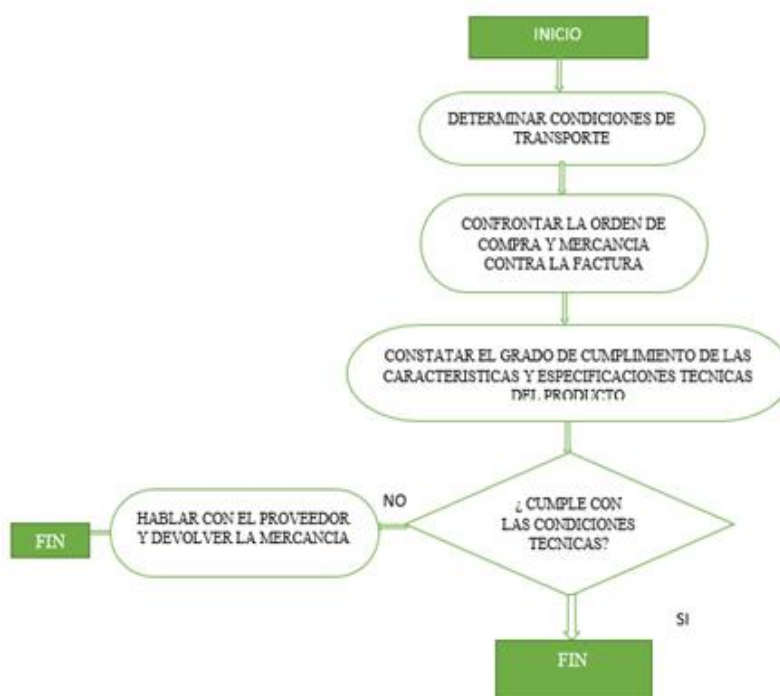 INICIO
DETERMINAR CONDICIONES DE
TRANSPORTE
CONFRONTAR LA ORDEN DE
COMPRA Y MERCANCIA
CONTRA LA FACTURA
CONSTATAR EL GRADO DE CUMPLIMIENTO DE LAS
CARACTERISTICAS Y ESPECIFICACIONES TECNICAS
DEL PRODUCTO
¿ CUMPLE CON
LAS CONDICIONES
TECNICAS?
NO
HABLAR CON EL PROVEEDOR
Y DEVOLVER LA MERCANCIA
FIN
SI
FIN